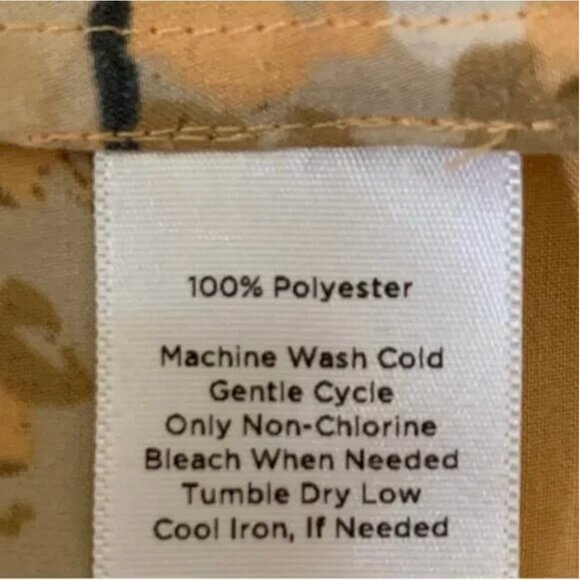 100% Polyester
Machine Wash Cold
Gentle Cycle
Only Non-Chlorine
Bleach When Needed
Tumble Dry Low
Cool Iron, If Needed